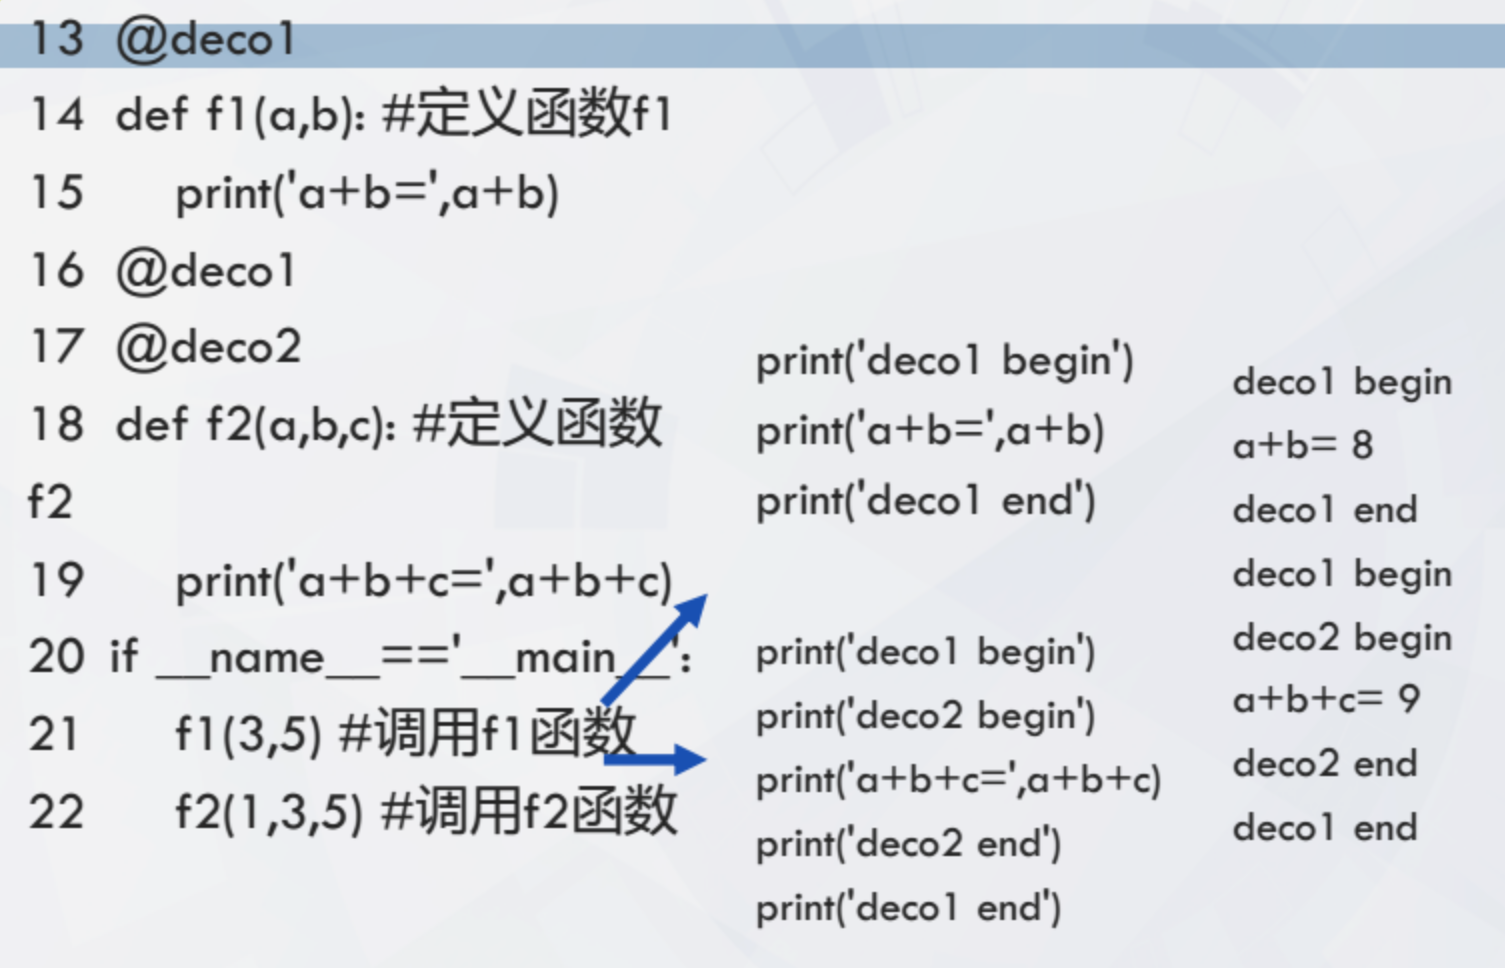 13 @deco1
14 def f1(a,b): #定义函数f1
15 print('a+b=',a+b)
16 @deco1
17 @deco2
18 def f2(a,b,c): #定义函数
f2
19 print('a+b+c=',a+b+c)
20 if __name__=='__main__':
21 f1(3,5) #调用f1函数
22 f2(1,3,5) #调用f2函数
print('deco1 begin')
print('a+b=',a+b)
print('deco1 end')
print('deco1 begin')
print('deco2 begin')
print('a+b+c=',a+b+c)
print('deco2 end')
print('deco1 end')
deco1 begin
a+b= 8
deco1 end
deco1 begin
deco2 begin
a+b+c= 9
deco2 end
deco1 end